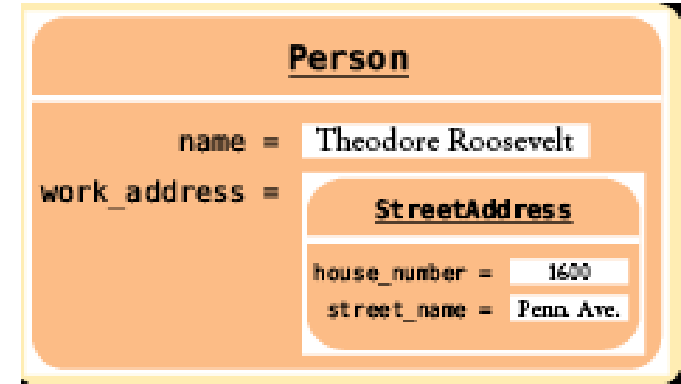 Person
name = Theodore Roosevelt
work_address =
StreetAddress
house_number = 1600
street_name = Penn. Ave.